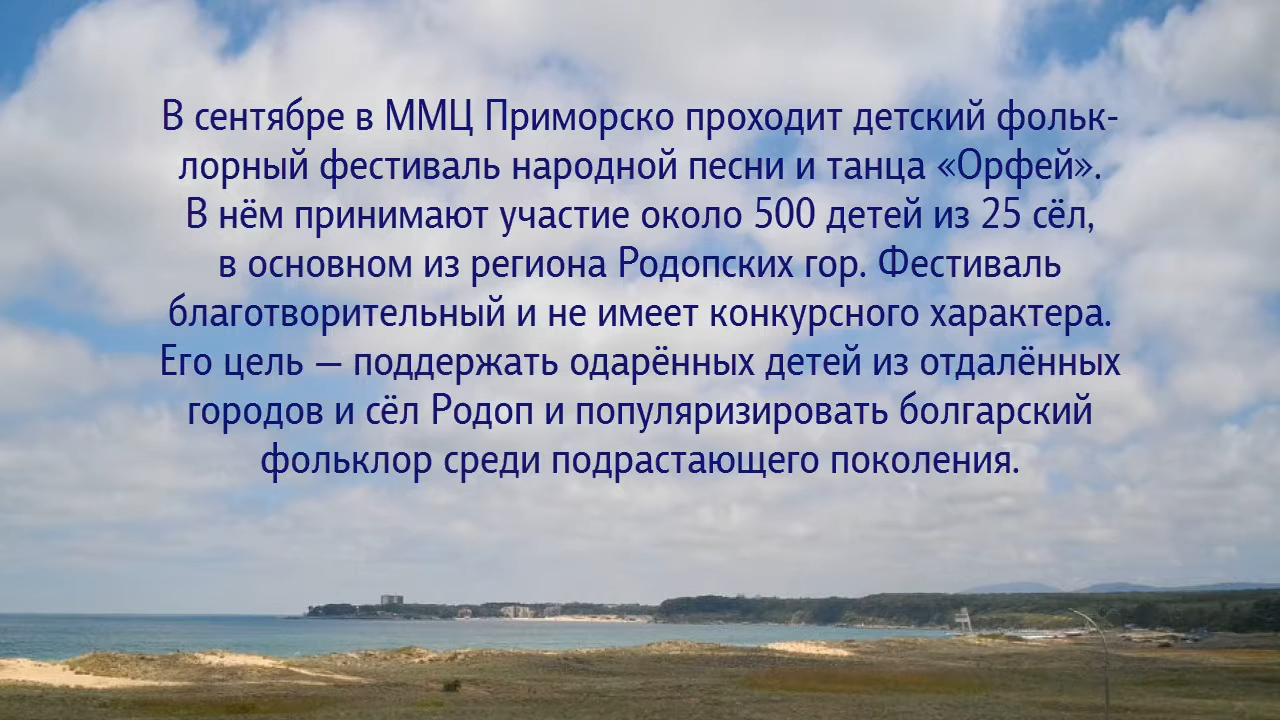 В сентябре в ММЦ Приморско проходит детский фольк-
лорный фестиваль народной песни и танца «Орфей».
В нём принимают участие около 500 детей из 25 сёл,
в основном из региона Родопских гор. Фестиваль
благотворительный и не имеет конкурсного характера.
Его цель — поддержать одарённых детей из отдалённых
городов и сёл Родоп и популяризировать болгарский
фольклор среди подрастающего поколения.